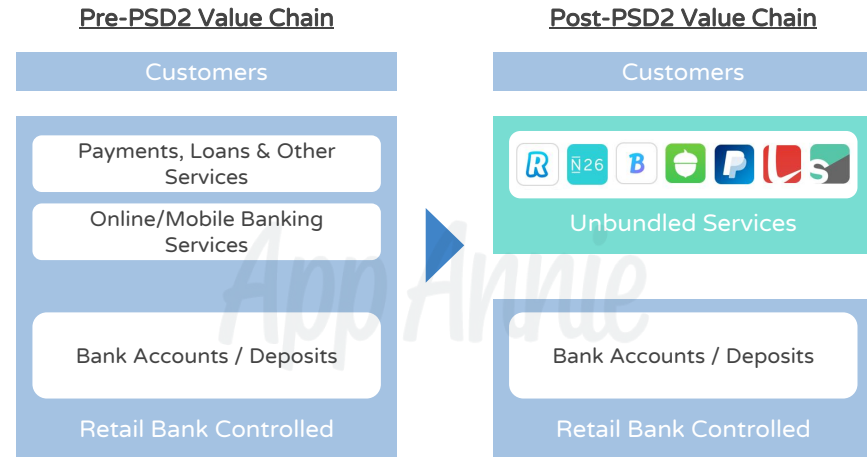 Pre-PSD2 Value Chain
Post-PSD2 Value Chain
Customers
Customers
Payments, Loans & Other
Services
Online/Mobile Banking
Services
Bank Accounts / Deposits
Retail Bank Controlled
R
N26
B
P
L
S
Unbundled Services
Bank Accounts / Deposits
Retail Bank Controlled
App Annie